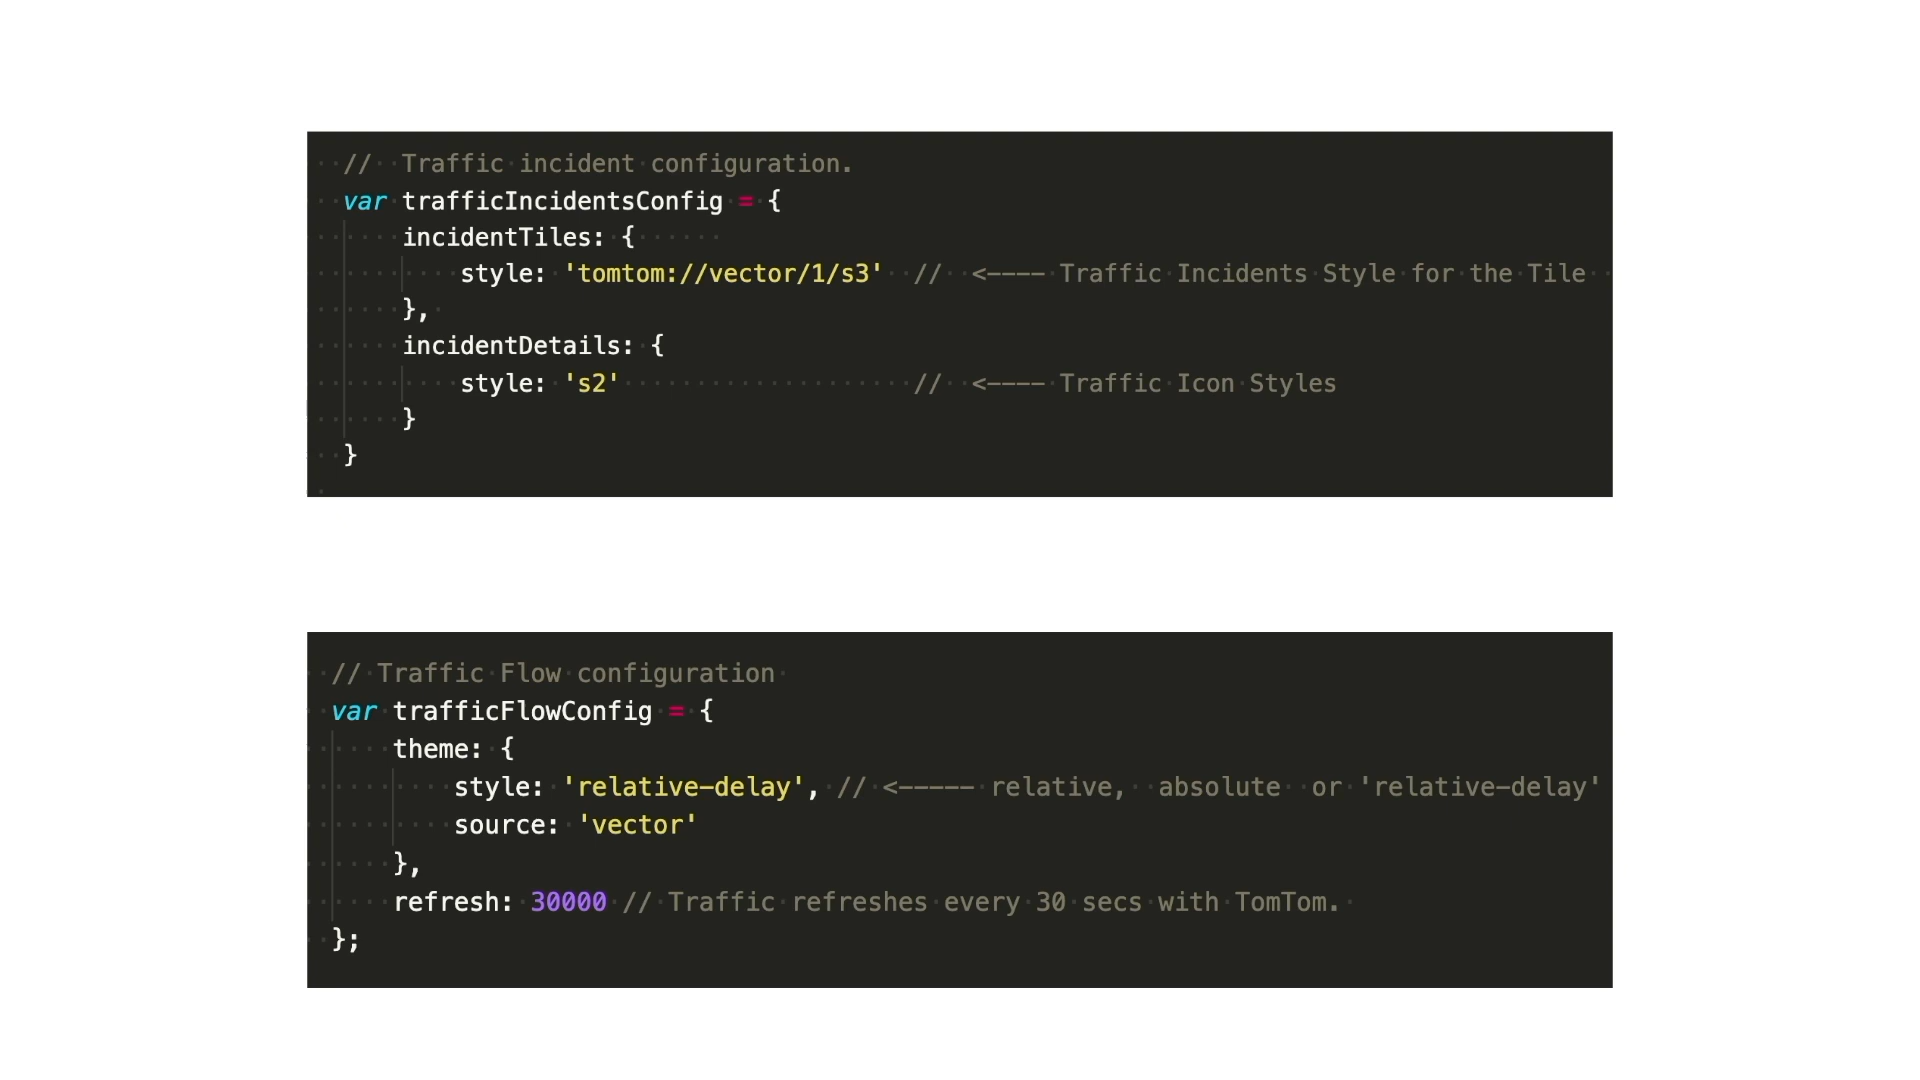 //  Traffic incident configuration.
var trafficIncidentsConfig = {
incidentTiles: {
style: 'tomtom://vector/1/s3'  //  <---- Traffic Incidents Style for the Tile
},
incidentDetails: {
style: 's2'                    //  <---- Traffic Icon Styles
}
}
// Traffic Flow configuration
var trafficFlowConfig = {
theme: {
style: 'relative-delay', // <----- relative,  absolute  or 'relative-delay'
source: 'vector'
},
refresh: 30000 // Traffic refreshes every 30 secs with TomTom.
};